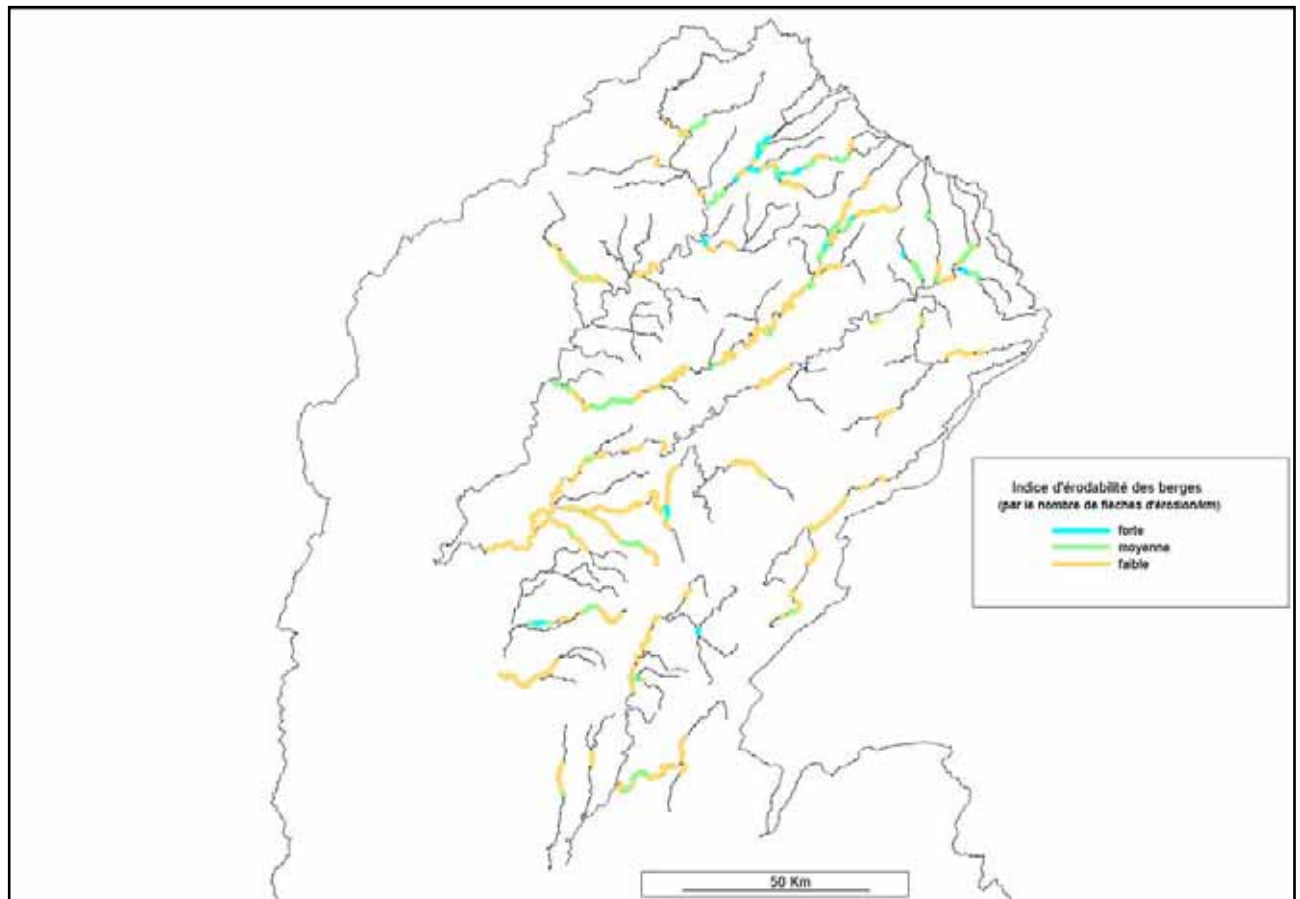 Indice d'érodabilité des berges
(par le nombre de flèches d'érosion/km)
forte
moyenne
faible
50 Km